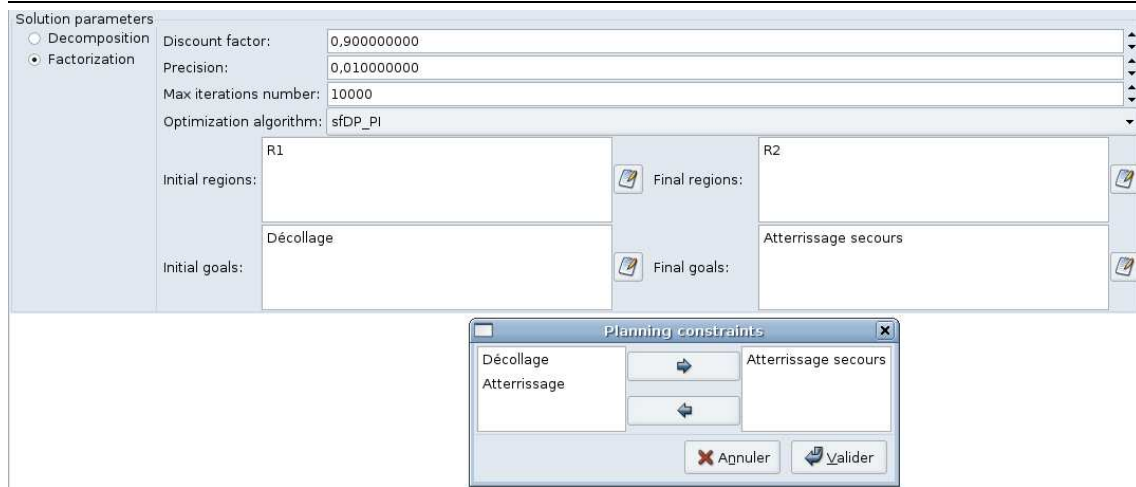 Solution parameters
Decomposition
Factorization
Discount factor: 0,900000000
Precision: 0,010000000
Max iterations number: 10000
Optimization algorithm: sfDP_PI
Initial regions: R1
Final regions: R2
Initial goals: Décollage
Final goals: Atterrissage secours
Planning constraints
Décollage
Atterrissage
Atterrissage secours
Annuler
Valider